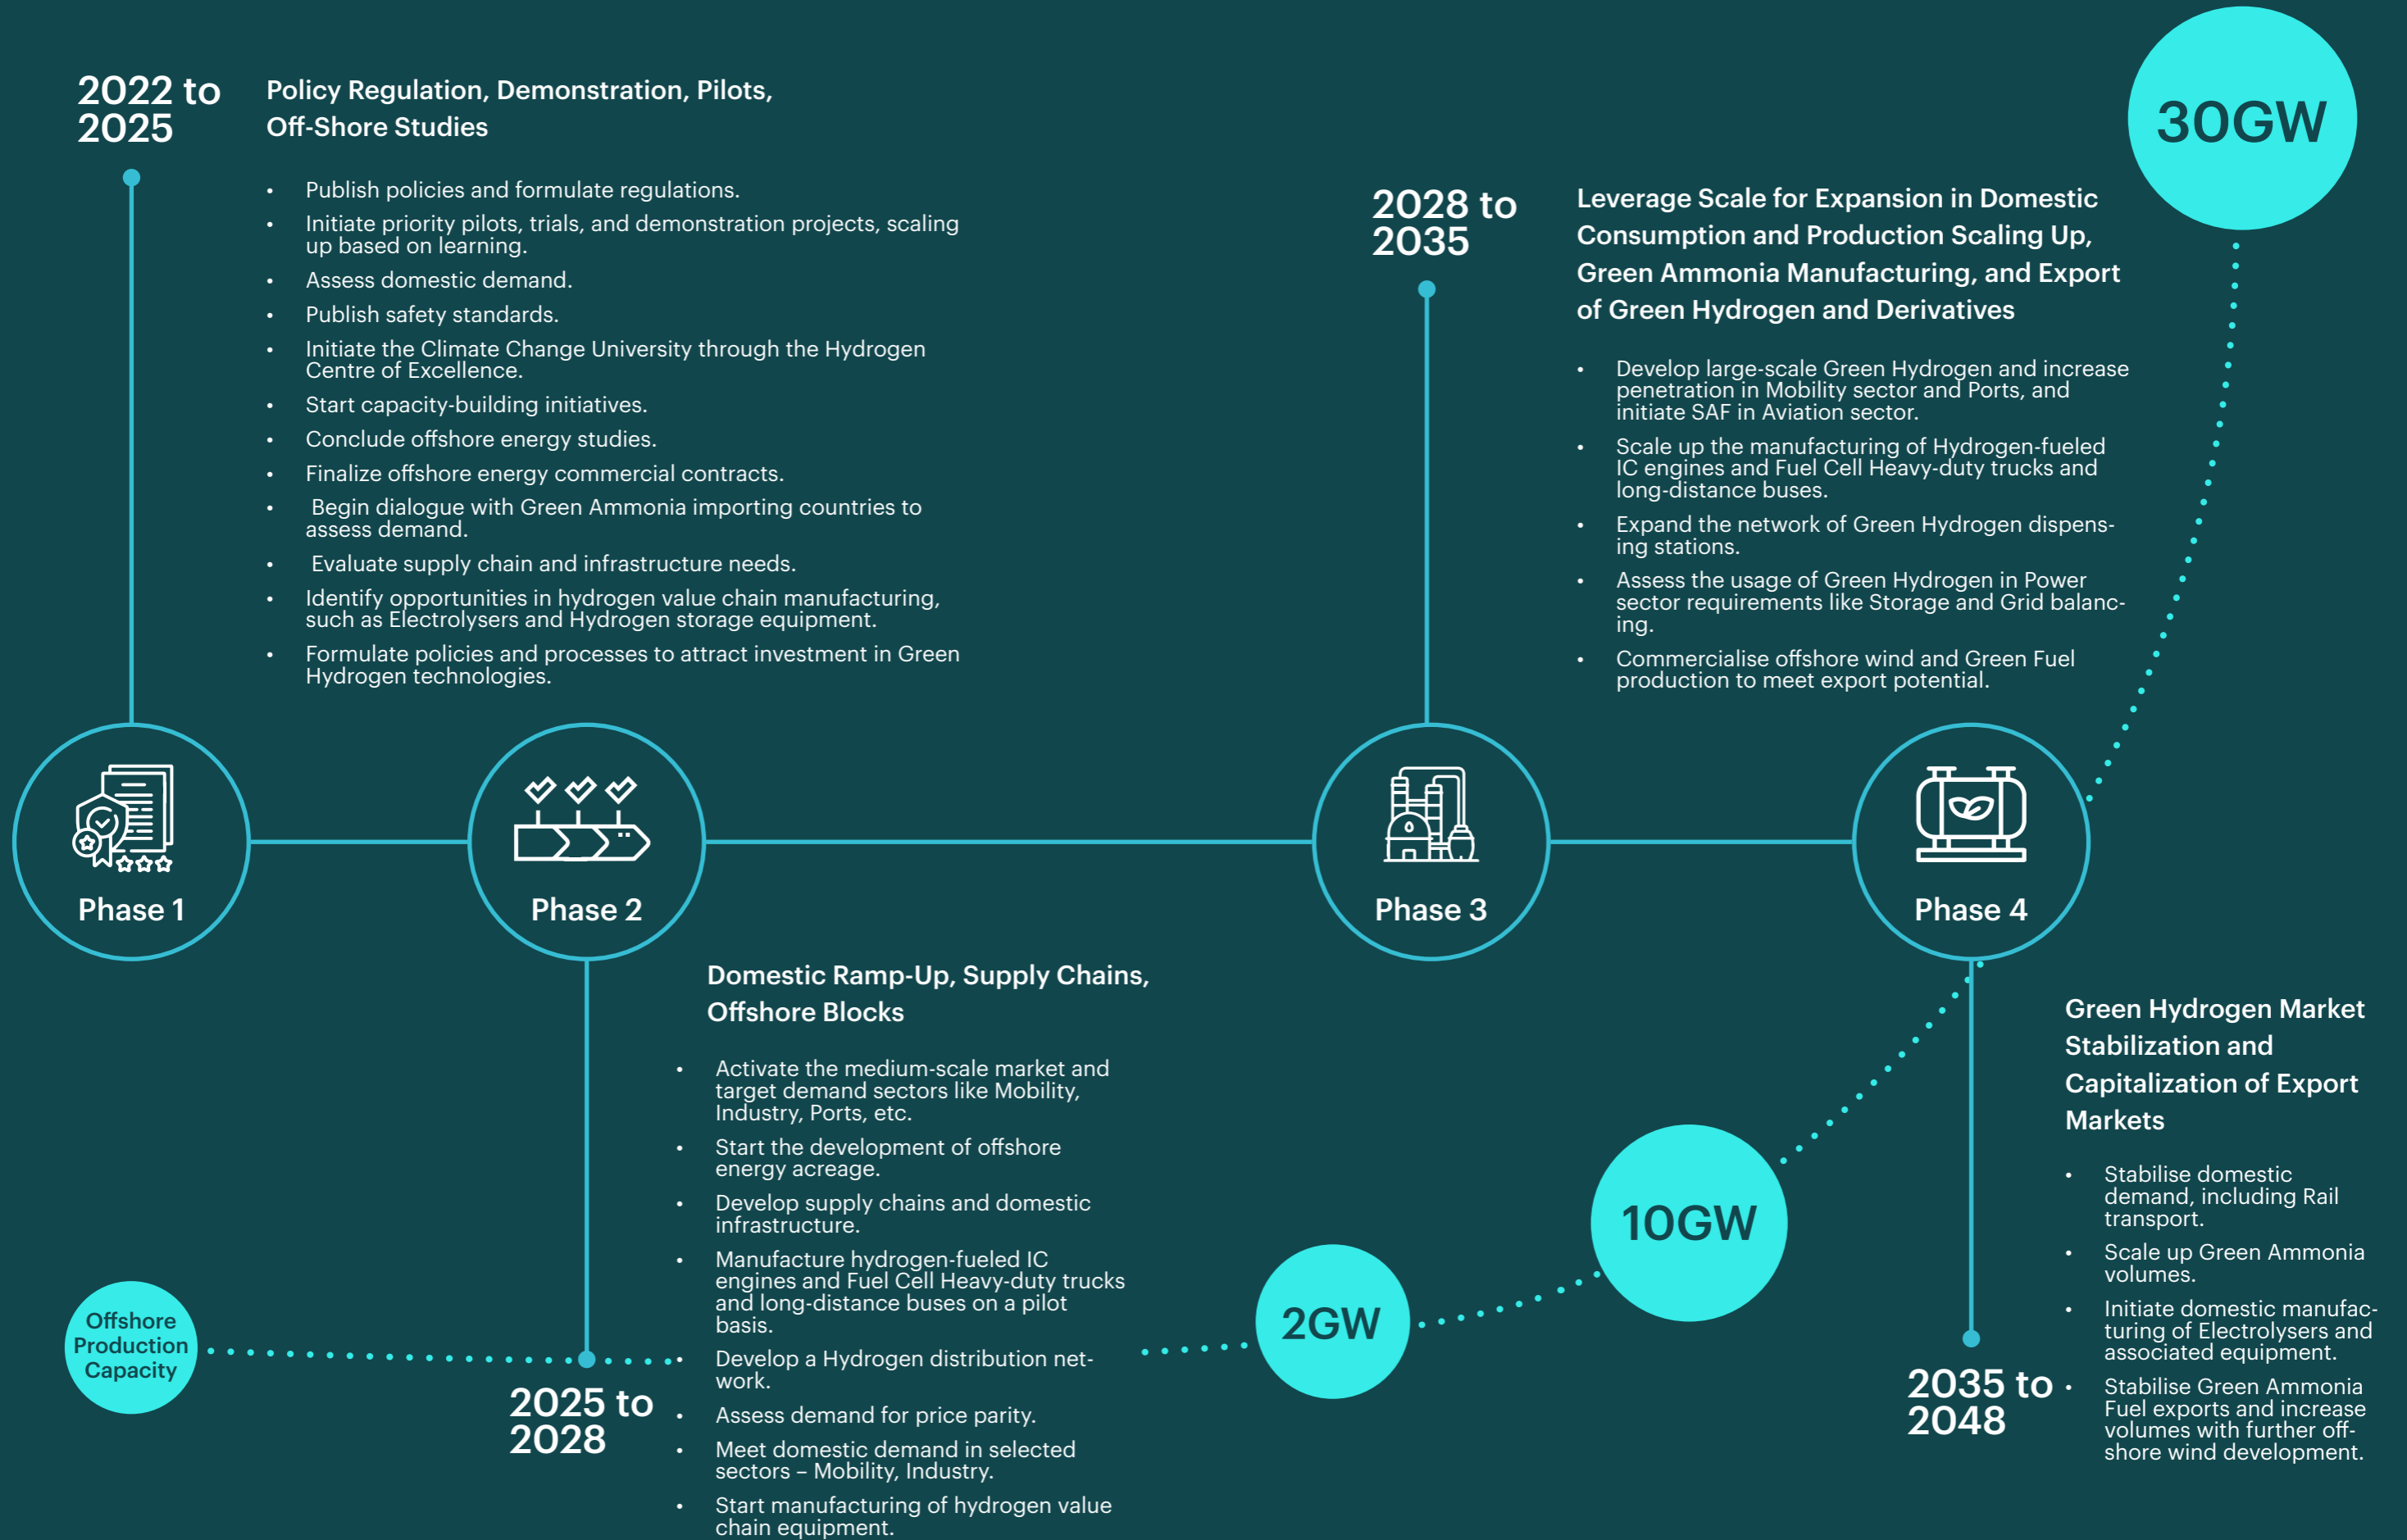 2022 to
2025
Policy Regulation, Demonstration, Pilots,
Off-Shore Studies
• Publish policies and formulate regulations.
• Initiate priority pilots, trials, and demonstration projects, scaling
up based on learning.
• Assess domestic demand.
• Publish safety standards.
• Initiate the Climate Change University through the Hydrogen
Centre of Excellence.
• Start capacity-building initiatives.
• Conclude offshore energy studies.
• Finalize offshore energy commercial contracts.
• Begin dialogue with Green Ammonia importing countries to
assess demand.
• Evaluate supply chain and infrastructure needs.
• Identify opportunities in hydrogen value chain manufacturing,
such as Electrolysers and Hydrogen storage equipment.
• Formulate policies and processes to attract investment in Green
Hydrogen technologies.
2028 to
2035
Leverage Scale for Expansion in Domestic
Consumption and Production Scaling Up,
Green Ammonia Manufacturing, and Export
of Green Hydrogen and Derivatives
• Develop large-scale Green Hydrogen and increase
penetration in Mobility sector and Ports, and
initiate SAF in Aviation sector.
• Scale up the manufacturing of Hydrogen-fueled
IC engines and Fuel Cell Heavy-duty trucks and
long-distance buses.
• Expand the network of Green Hydrogen dispens-
ing stations.
• Assess the usage of Green Hydrogen in Power
sector requirements like Storage and Grid balanc-
ing.
• Commercialise offshore wind and Green Fuel
production to meet export potential.
30GW
Phase 1
Phase 2
Phase 3
Phase 4
Domestic Ramp-Up, Supply Chains,
Offshore Blocks
• Activate the medium-scale market and
target demand sectors like Mobility,
Industry, Ports, etc.
• Start the development of offshore
energy acreage.
• Develop supply chains and domestic
infrastructure.
• Manufacture hydrogen-fueled IC
engines and Fuel Cell Heavy-duty trucks
and long-distance buses on a pilot
basis.
• Develop a Hydrogen distribution net-
work.
• Assess demand for price parity.
• Meet domestic demand in selected
sectors – Mobility, Industry.
• Start manufacturing of hydrogen value
chain equipment.
2025 to
2028
Offshore
Production
Capacity
2GW
10GW
Green Hydrogen Market
Stabilization and
Capitalization of Export
Markets
• Stabilise domestic
demand, including Rail
transport.
• Scale up Green Ammonia
volumes.
• Initiate domestic manufac-
turing of Electrolysers and
associated equipment.
• Stabilise Green Ammonia
Fuel exports and increase
volumes with further off-
shore wind development.
2035 to
2048